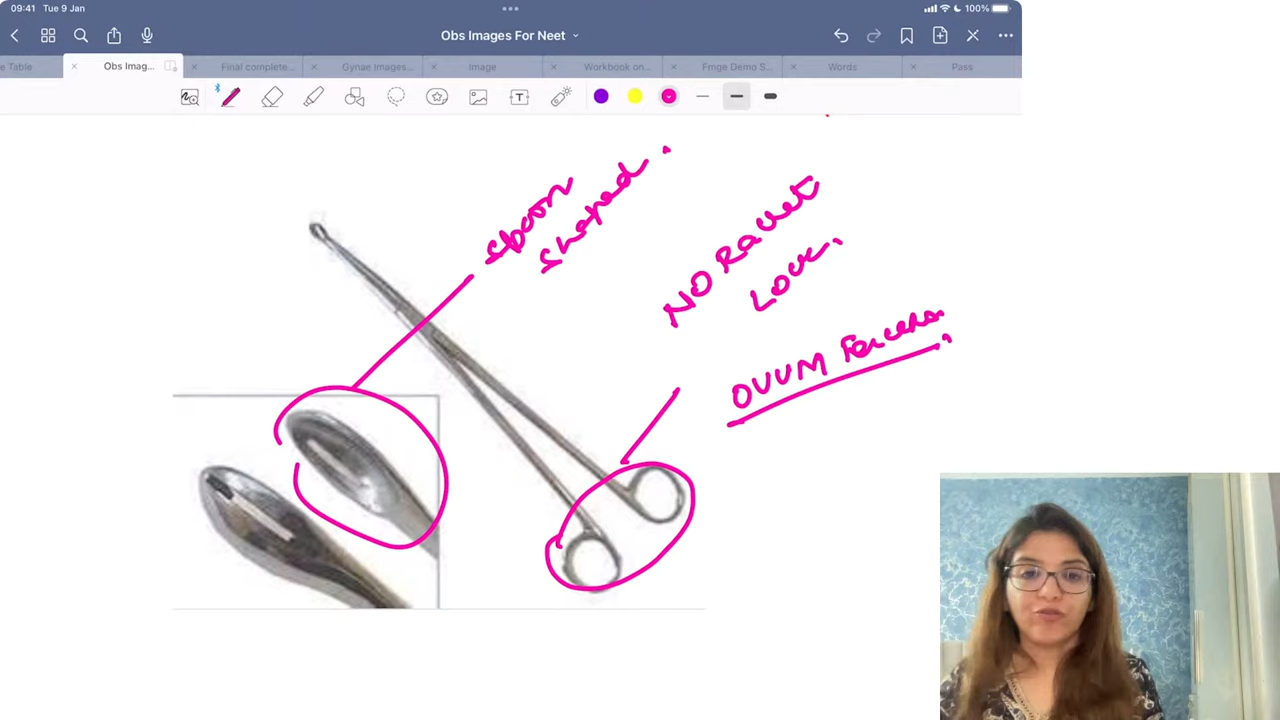 09:41 Tue 9 Jan
100%
Obs Images For Neet
e Table
Obs Imag...
Final complete...
Gynae Images...
Image
Workbook on...
Fmge Demo S...
Words
Pass
T
spoon
shaped.
NO Rachet
Lock.
OVUM Forceps.